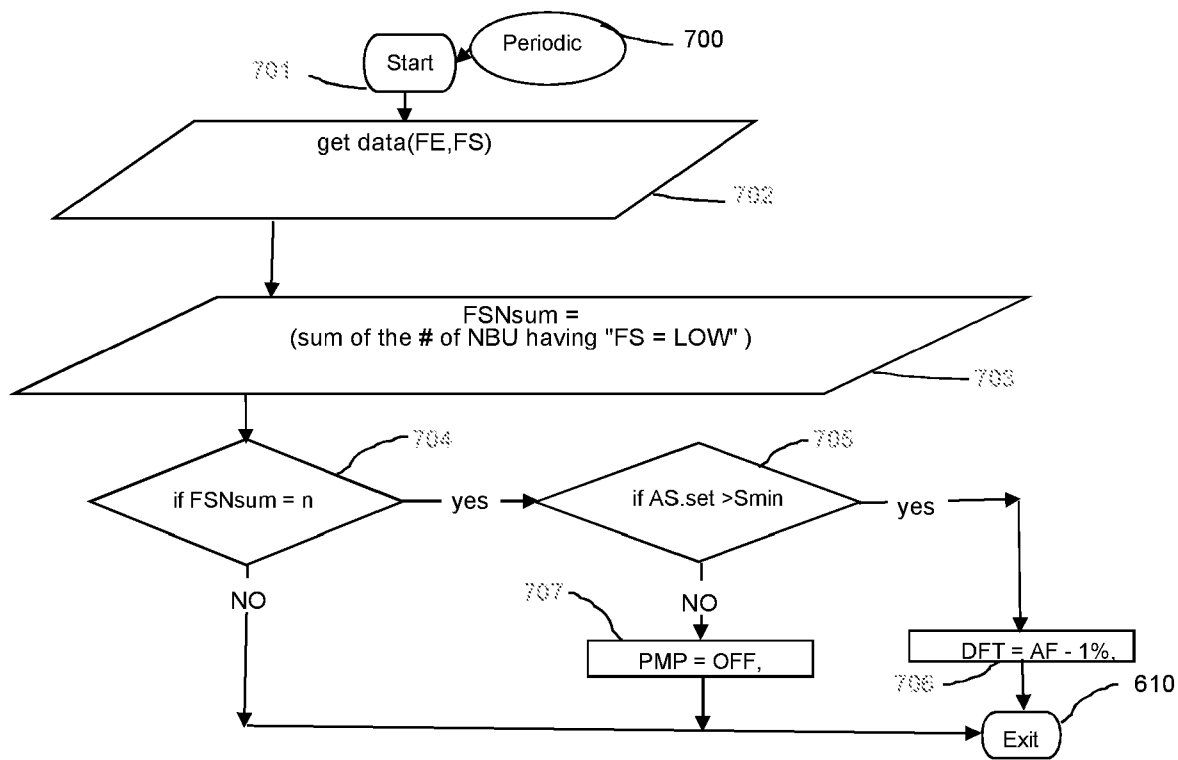 Periodic
700
Start
701
get data(FE,FS)
702
FSNsum =
(sum of the # of NBU having "FS = LOW" )
703
704
705
if FSNsum = n
yes
if AS.set >Smin
yes
NO
707
NO
PMP = OFF,
DFT = AF - 1%,
706
610
Exit